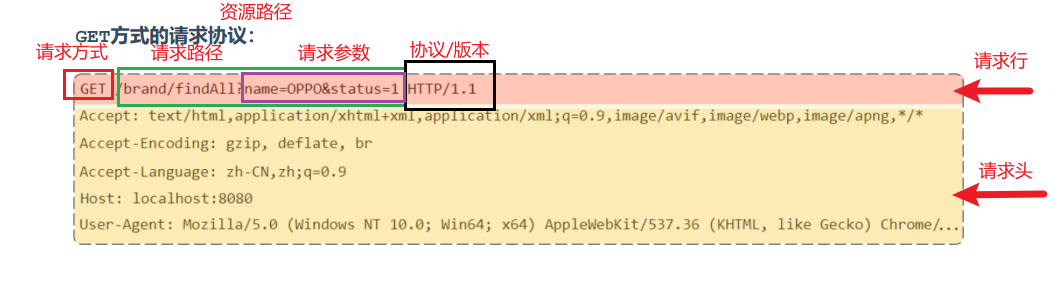 资源路径
GET方式的请求协议：
请求方式 请求路径 请求参数 协议/版本
请求行
GET /brand/findAll?name=OPPO&status=1 HTTP/1.1
Accept: text/html,application/xhtml+xml,application/xml;q=0.9,image/avif,image/webp,image/apng,*/*
Accept-Encoding: gzip, deflate, br
Accept-Language: zh-CN,zh;q=0.9
请求头
Host: localhost:8080
User-Agent: Mozilla/5.0 (Windows NT 10.0; Win64; x64) AppleWebKit/537.36 (KHTML, like Gecko) Chrome/...